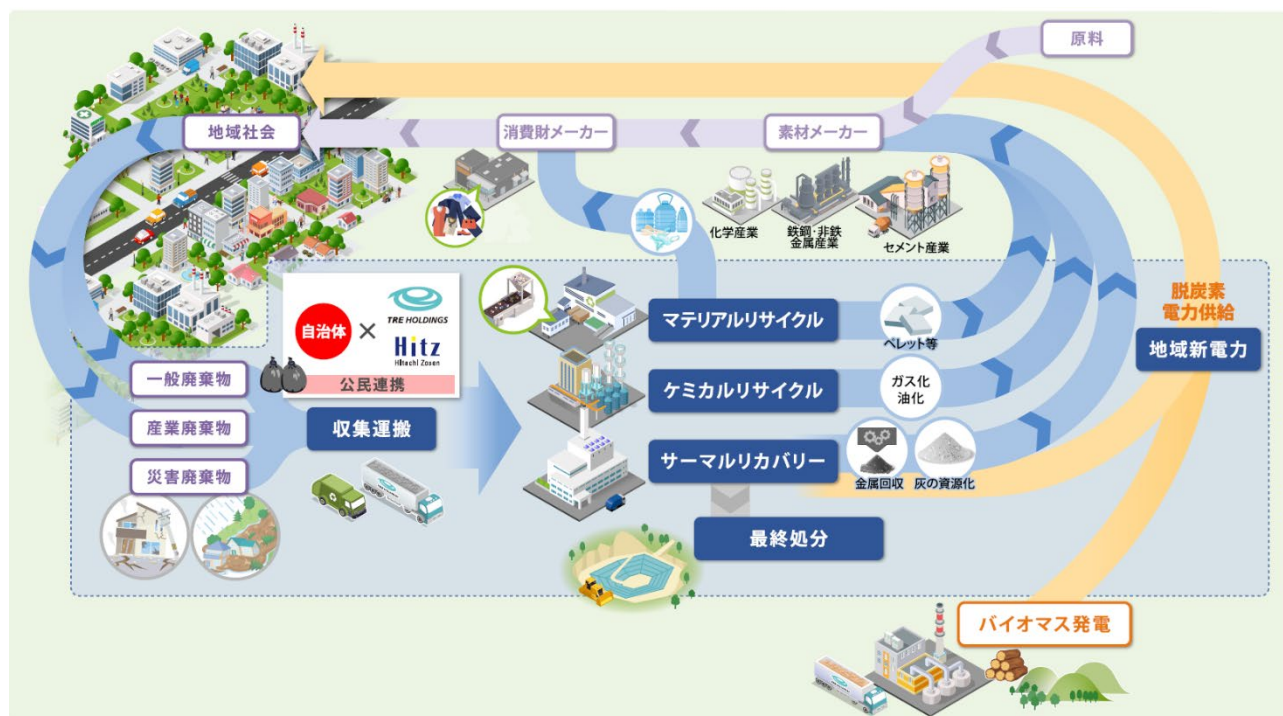 原料
地域社会
消費財メーカー
素材メーカー
化学産業
鉄鋼・非鉄
金属産業
セメント産業
自治体
×
TRE HOLDINGS
Hitz
Hitachi Zosen
公民連携
マテリアルリサイクル
ペレット等
脱炭素
電力供給
地域新電力
一般廃棄物
産業廃棄物
災害廃棄物
収集運搬
ケミカルリサイクル
ガス化
油化
サーマルリカバリー
金属回収
灰の資源化
最終処分
バイオマス発電